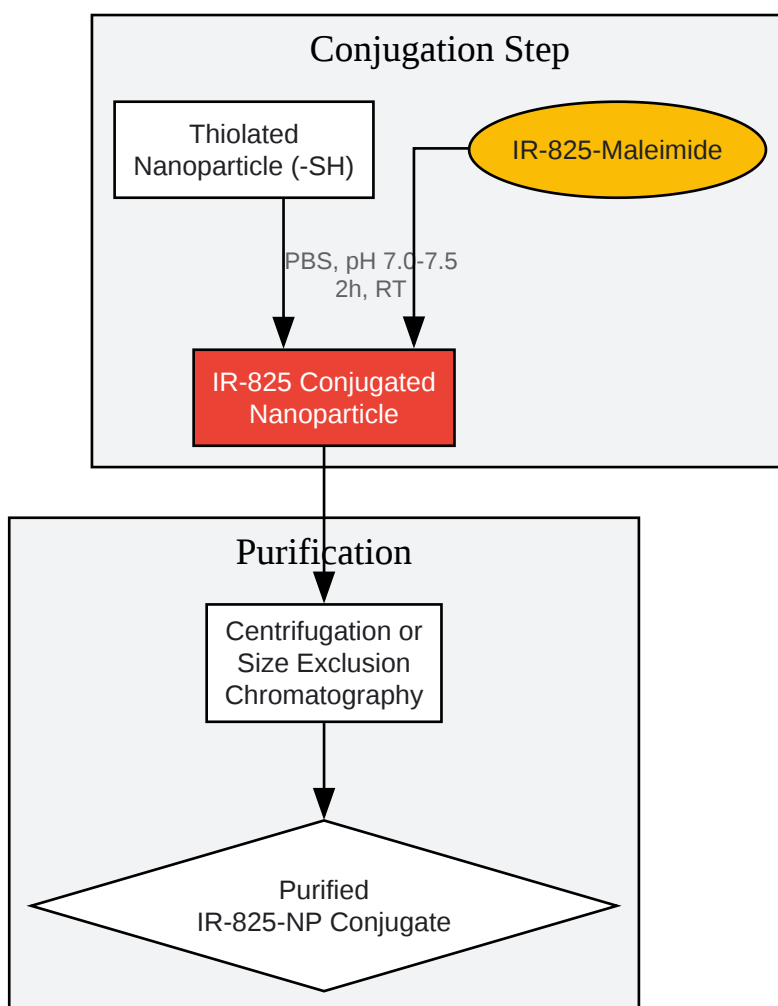 Conjugation Step
Thiolated
Nanoparticle (-SH)
IR-825-Maleimide
PBS, pH 7.0-7.5
2h, RT
IR-825 Conjugated
Nanoparticle
Purification
Centrifugation or
Size Exclusion
Chromatography
Purified
IR-825-NP Conjugate